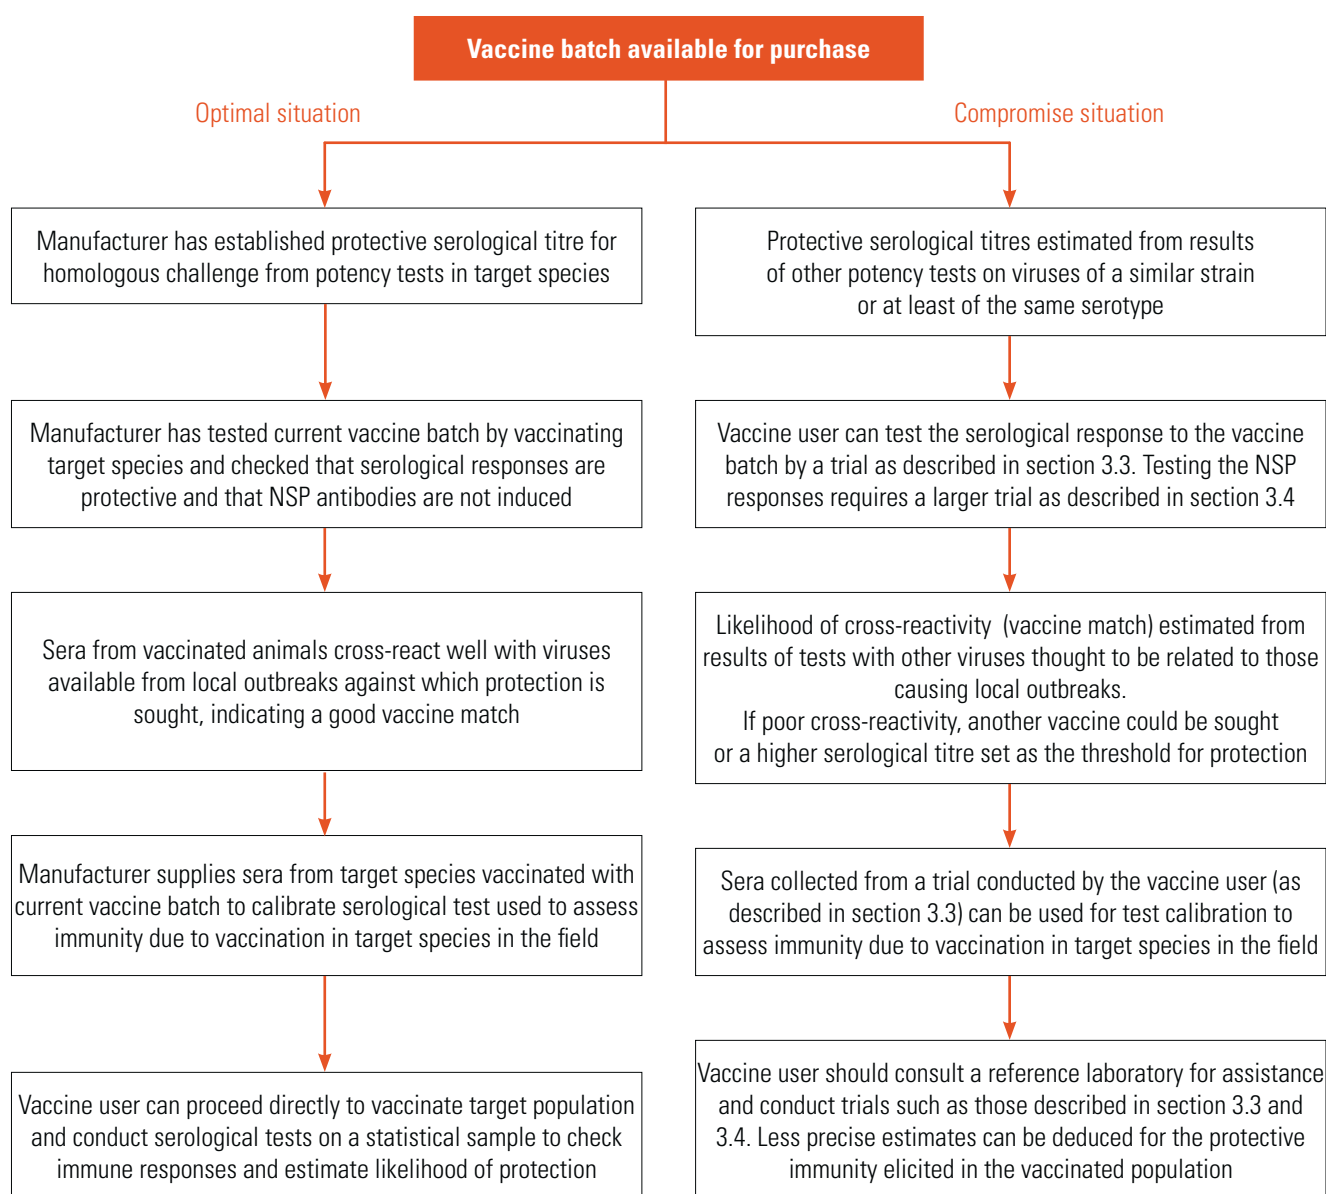 Vaccine batch available for purchase
Optimal situation
Compromise situation
Manufacturer has established protective serological titre for
homologous challenge from potency tests in target species
Protective serological titres estimated from results
of other potency tests on viruses of a similar strain
or at least of the same serotype
Manufacturer has tested current vaccine batch by vaccinating
target species and checked that serological responses are
protective and that NSP antibodies are not induced
Vaccine user can test the serological response to the vaccine
batch by a trial as described in section 3.3. Testing the NSP
responses requires a larger trial as described in section 3.4
Sera from vaccinated animals cross-react well with viruses
available from local outbreaks against which protection is
sought, indicating a good vaccine match
Likelihood of cross-reactivity (vaccine match) estimated from
results of tests with other viruses thought to be related to those
causing local outbreaks.
If poor cross-reactivity, another vaccine could be sought
or a higher serological titre set as the threshold for protection
Manufacturer supplies sera from target species vaccinated with
current vaccine batch to calibrate serological test used to assess
immunity due to vaccination in target species in the field
Sera collected from a trial conducted by the vaccine user (as
described in section 3.3) can be used for test calibration to
assess immunity due to vaccination in target species in the field
Vaccine user can proceed directly to vaccinate target population
and conduct serological tests on a statistical sample to check
immune responses and estimate likelihood of protection
Vaccine user should consult a reference laboratory for assistance
and conduct trials such as those described in section 3.3 and
3.4. Less precise estimates can be deduced for the protective
immunity elicited in the vaccinated population